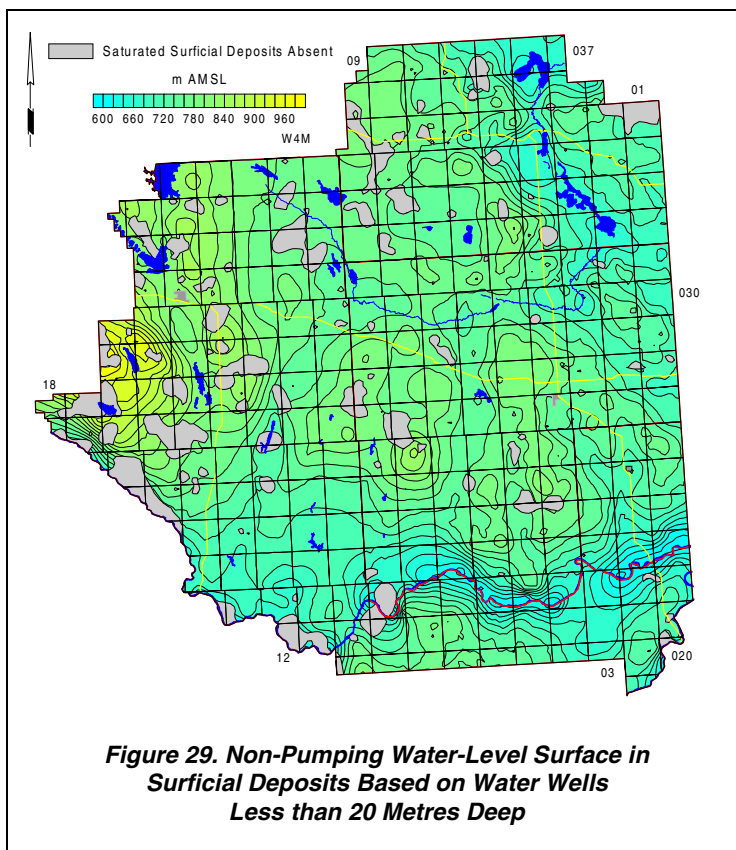 Saturated Surficial Deposits Absent
m AMSL
600 660 720 780 840 900 960
W4M
09
037
01
030
18
12
03
020
Figure 29. Non-Pumping Water-Level Surface in
Surficial Deposits Based on Water Wells
Less than 20 Metres Deep